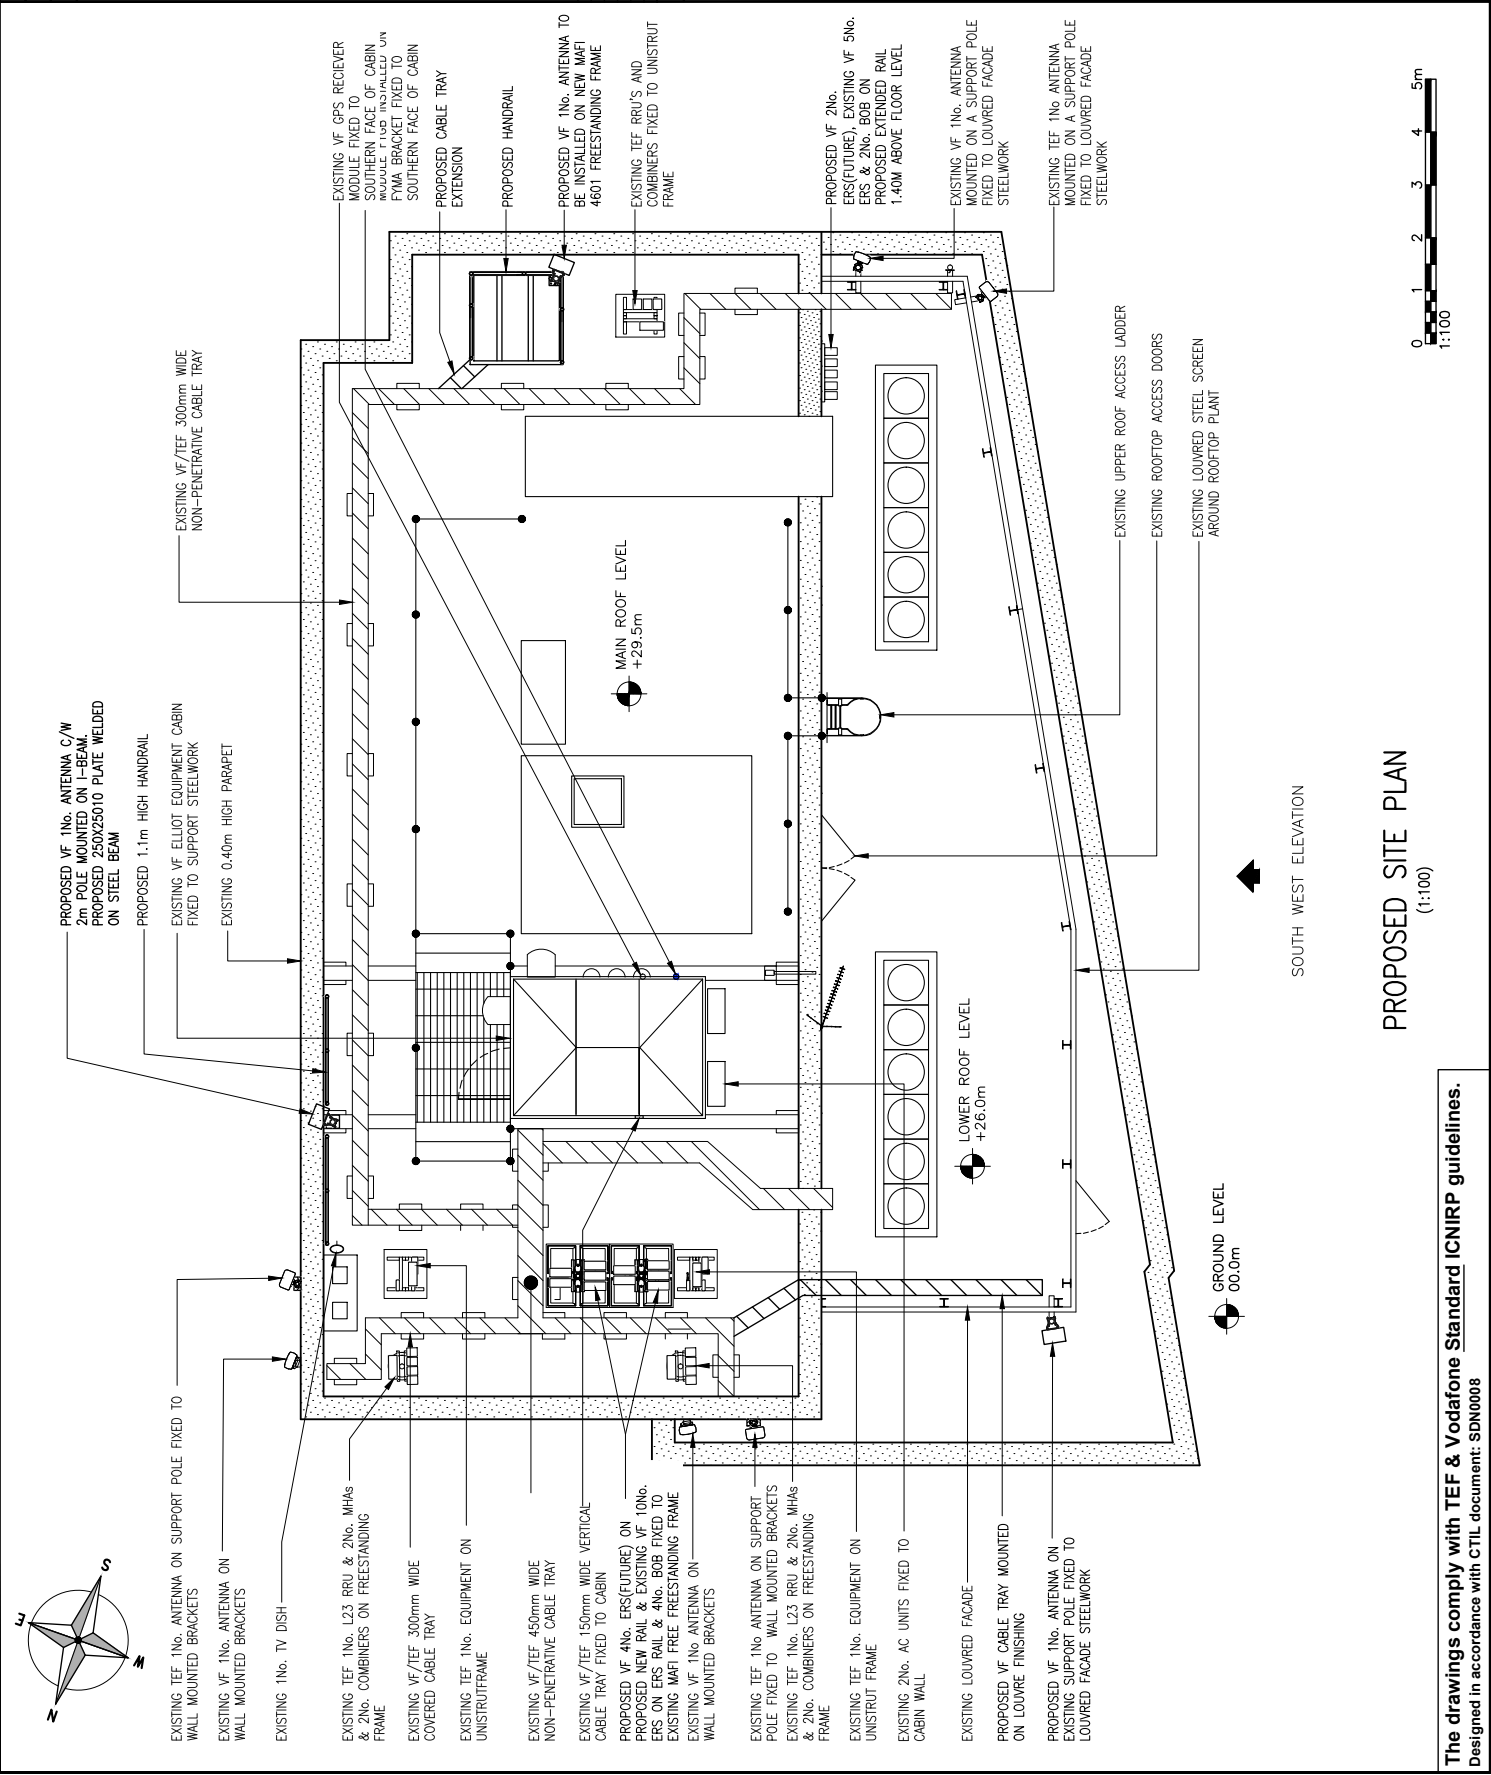 EXISTING TEF 1No. ANTENNA ON SUPPORT POLE FIXED TO
WALL MOUNTED BRACKETS
EXISTING VF 1No. ANTENNA ON
WALL MOUNTED BRACKETS
EXISTING 1No. TV DISH
EXISTING TEF 1No. L23 RRU & 2No. MHAs
& 2No. COMBINERS ON FREESTANDING
FRAME
EXISTING VF/TEF 300mm WIDE
COVERED CABLE TRAY
EXISTING TEF 1No. EQUIPMENT ON
UNISTRUTFRAME
EXISTING VF/TEF 450mm WIDE
NON-PENETRATIVE CABLE TRAY
EXISTING VF/TEF 150mm WIDE VERTICAL
CABLE TRAY FIXED TO CABIN
PROPOSED VF 4No. ERS(FUTURE) ON
PROPOSED NEW RAIL & EXISTING VF 10No.
ERS ON ERS RAIL & 4No. BOB FIXED TO
EXISTING MAFI FREE FREESTANDING FRAME
EXISTING VF 1No ANTENNA ON
WALL MOUNTED BRACKETS
EXISTING TEF 1No ANTENNA ON SUPPORT
POLE FIXED TO WALL MOUNTED BRACKETS
EXISTING TEF 1No. L23 RRU & 2No. MHAs
& 2No. COMBINERS ON FREESTANDING
FRAME
EXISTING TEF 1No. EQUIPMENT ON
UNISTRUT FRAME
EXISTING 2No. AC UNITS FIXED TO
CABIN WALL
EXISTING LOUVRED FACADE
PROPOSED VF CABLE TRAY MOUNTED
ON LOUVRE FINISHING
PROPOSED VF 1No. ANTENNA ON
EXISTING SUPPORT POLE FIXED TO
LOUVRED FACADE STEELWORK
N
E
S
W
PROPOSED VF 1No. ANTENNA C/W
2m POLE MOUNTED ON I-BEAM.
PROPOSED 250X25010 PLATE WELDED
ON STEEL BEAM
PROPOSED 1.1m HIGH HANDRAIL
EXISTING VF ELLIOT EQUIPMENT CABIN
FIXED TO SUPPORT STEELWORK
EXISTING 0.40m HIGH PARAPET
EXISTING VF/TEF 300mm WIDE
NON-PENETRATIVE CABLE TRAY
MAIN ROOF LEVEL
+29.5m
LOWER ROOF LEVEL
+26.0m
GROUND LEVEL
00.0m
EXISTING VF GPS RECIEVER
MODULE FIXED TO
SOUTHERN FACE OF CABIN
FYMA BRACKET FIXED TO
SOUTHERN FACE OF CABIN
PROPOSED CABLE TRAY
EXTENSION
PROPOSED HANDRAIL
PROPOSED VF 1No. ANTENNA TO
BE INSTALLED ON NEW MAFI
4601 FREESTANDING FRAME
EXISTING TEF RRU'S AND
COMBINERS FIXED TO UNISTRUT
FRAME
PROPOSED VF 2No.
ERS(FUTURE), EXISTING VF 5No.
ERS & 2No. BOB ON
PROPOSED EXTENDED RAIL
1.40M ABOVE FLOOR LEVEL
EXISTING VF 1No. ANTENNA
MOUNTED ON A SUPPORT POLE
FIXED TO LOUVRED FACADE
STEELWORK
EXISTING TEF 1No ANTENNA
MOUNTED ON A SUPPORT POLE
FIXED TO LOUVRED FACADE
STEELWORK
EXISTING UPPER ROOF ACCESS LADDER
EXISTING ROOFTOP ACCESS DOORS
EXISTING LOUVRED STEEL SCREEN
AROUND ROOFTOP PLANT
SOUTH WEST ELEVATION
PROPOSED SITE PLAN
(1:100)
0 1 2 3 4 5m
1:100
The drawings comply with TEF & Vodafone Standard ICNIRP guidelines.
Designed in accordance with CTIL document: SDN0008